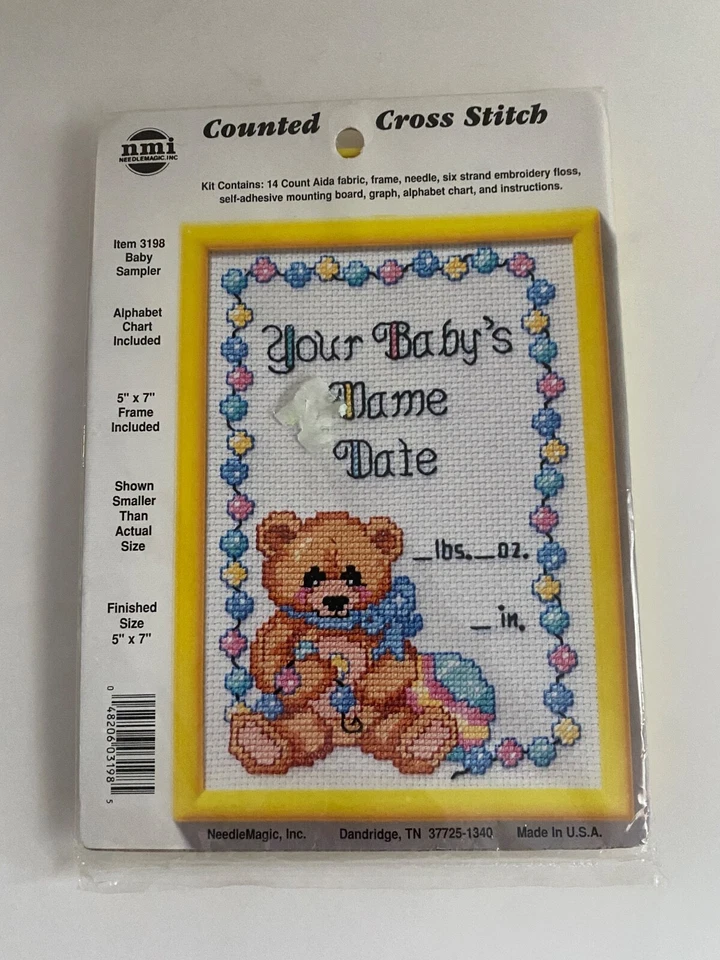 Counted Cross Stitch
nmi
NEEDLEMAGIC, INC
Kit Contains: 14 Count Aida fabric, frame, needle, six strand embroidery floss,
self-adhesive mounting board, graph, alphabet chart, and instructions.
Item 3198
Baby
Sampler
Alphabet
Chart
Included
5" x 7"
Frame
Included
Shown
Smaller
Than
Actual
Size
Finished
Size
5" x 7"
Your Baby's
Name
Date
_lbs._oz.
_in.
0 48206 03198 5
NeedleMagic, Inc. Dandridge, TN 37725-1340 Made In U.S.A.